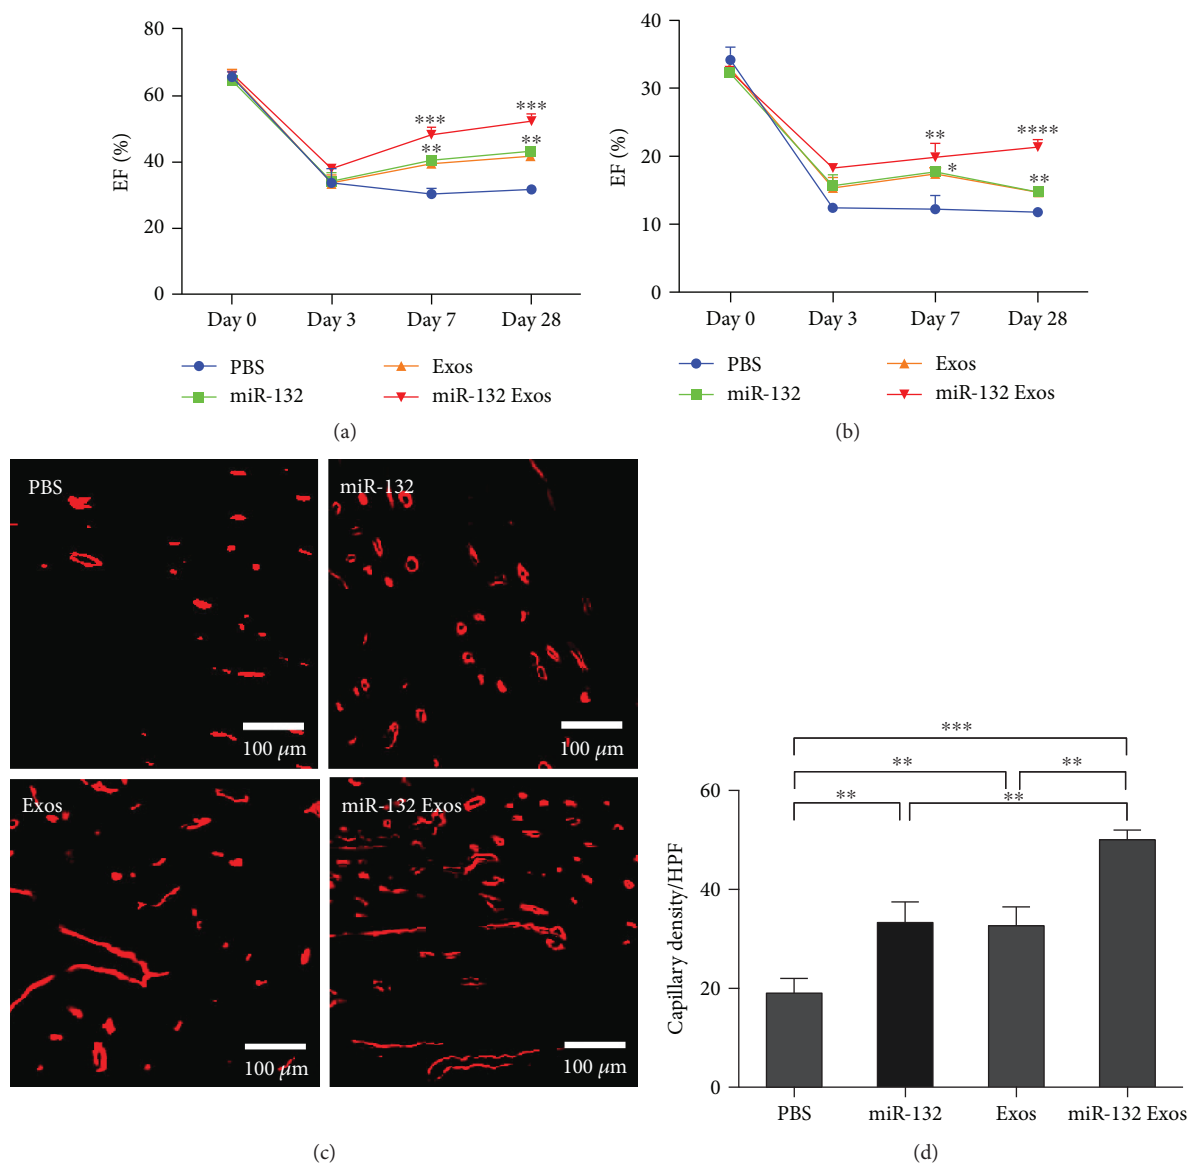 80
60
40
20
0
EF (%)
***
***
**
**
Day 0 Day 3 Day 7 Day 28
PBS Exos
miR-132 miR-132 Exos
(a)
40
30
20
10
0
EF (%)
**
****
*
**
Day 0 Day 3 Day 7 Day 28
PBS Exos
miR-132 miR-132 Exos
(b)
PBS
100 μm
miR-132
100 μm
Exos
100 μm
miR-132 Exos
100 μm
(c)
***
** **
** **
60
40
20
0
Capillary density/HPF
PBS miR-132 Exos miR-132 Exos
(d)